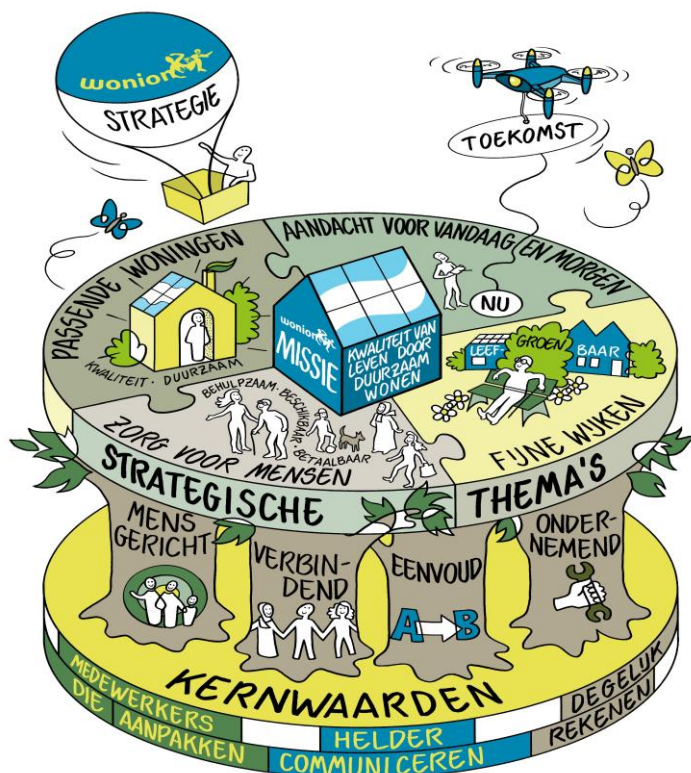 wonion
STRATEGIE
TOEKOMST
PASSENDE WONINGEN
KWALITEIT · DUURZAAM
AANDACHT VOOR VANDAAG EN MORGEN
NU
wonion
MISSIE
KWALITEIT VAN
LEVEN DOOR
DUURZAAM
WONEN
LEEF-
GROEN
BAAR
FIJNE WIJKEN
BEHULPZAAM · BESCHIKBAAR · BETAALBAAR
ZORG VOOR MENSEN
STRATEGISCHE THEMA'S
MENS
GERICHT
VERBIN-
DEND
EENVOUD
A B
ONDER-
NEMEND
KERNWAARDEN
MEDEWERKERS
DIE AANPAKKEN
HELDER
COMMUNICEREN
DEGELIJK
REKENEN